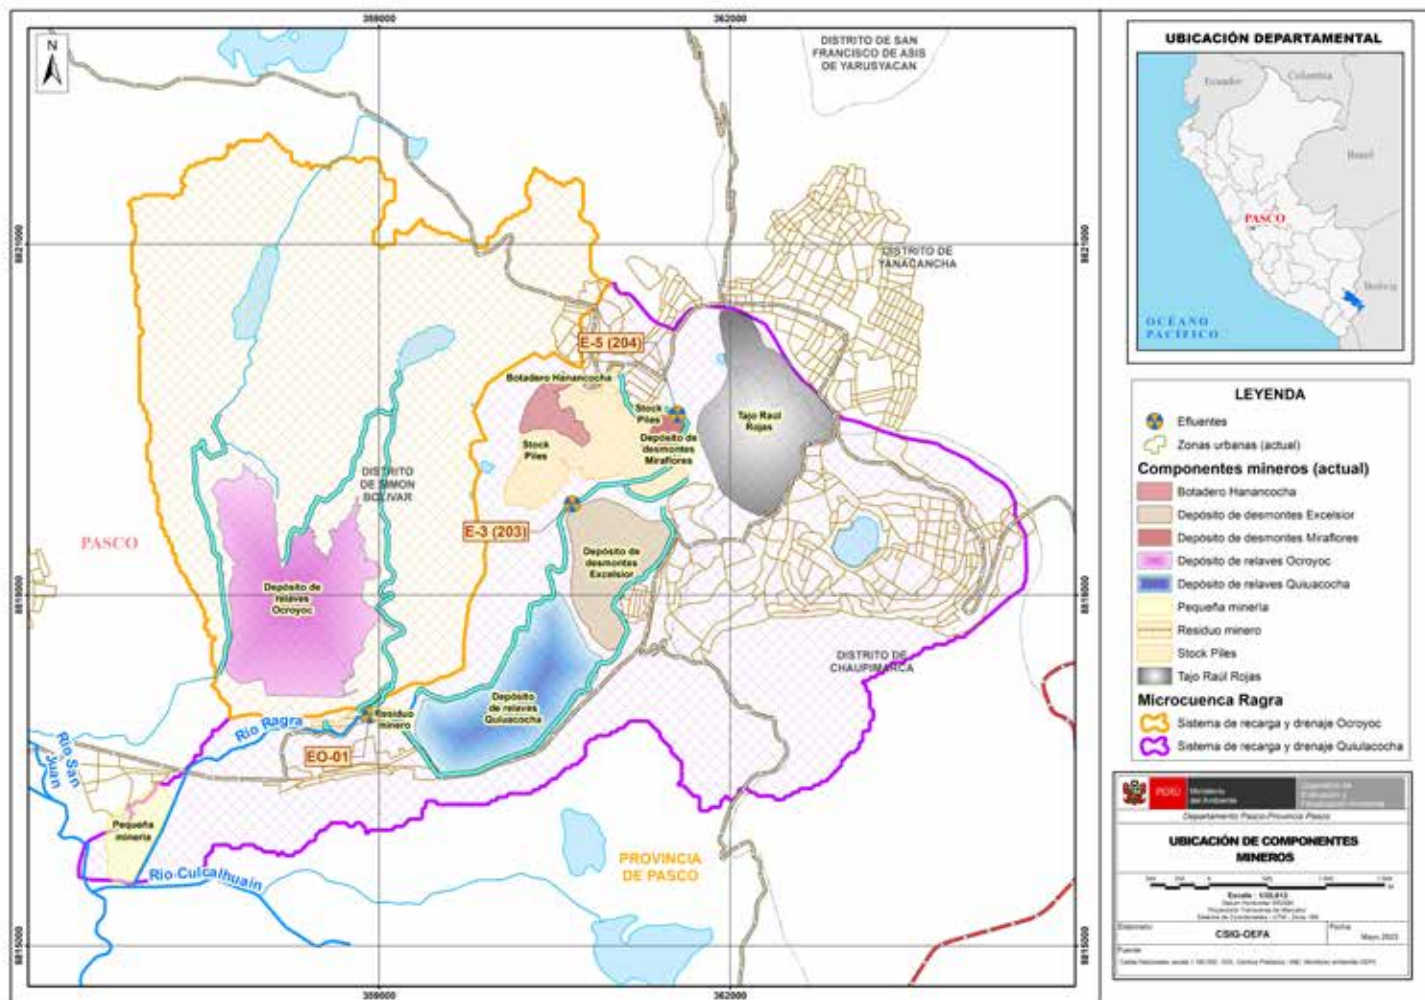 359000
362000
N
DISTRITO DE SAN
FRANCISCO DE ASIS
DE YARUSYACAN
8821000
8821000
DISTRITO DE
YANACANCHA
E-5 (204)
Botadero Hanancocha
Stock
Piles
Tajo Raúl
Rojas
Stock
Piles
Depósito de
desmontes
Miraflores
DISTRITO
DE SIMON
BOLIVAR
E-3 (203)
PASCO
Depósito de
desmontes
Excelsior
Depósito de
relaves
Ocroyoc
DISTRITO DE
CHAUPIMARCA
Depósito
de relaves
Quiuacocha
Residuo
minero
Río Ragra
EO-01
Río San
Juan
Pequeña
minería
Río Culcalhuain
PROVINCIA
DE PASCO
8815000
8815000
359000
362000
UBICACIÓN DEPARTAMENTAL
Ecuador
Colombia
Brasil
PASCO
Bolivia
OCÉANO
PACÍFICO
LEYENDA
Efluentes
Zonas urbanas (actual)
Componentes mineros (actual)
Botadero Hanancocha
Depósito de desmontes Excelsior
Depósito de desmontes Miraflores
Depósito de relaves Ocroyoc
Depósito de relaves Quiuacocha
Pequeña minería
Residuo minero
Stock Piles
Tajo Raúl Rojas
Microcuenca Ragra
Sistema de recarga y drenaje Ocroyoc
Sistema de recarga y drenaje Quiulacocha
PERÚ
Ministerio
del Ambiente
Departamento Pasco-Provincia Pasco
UBICACIÓN DE COMPONENTES
MINEROS
CSIG-OEFA
Fecha
Mayo 2023